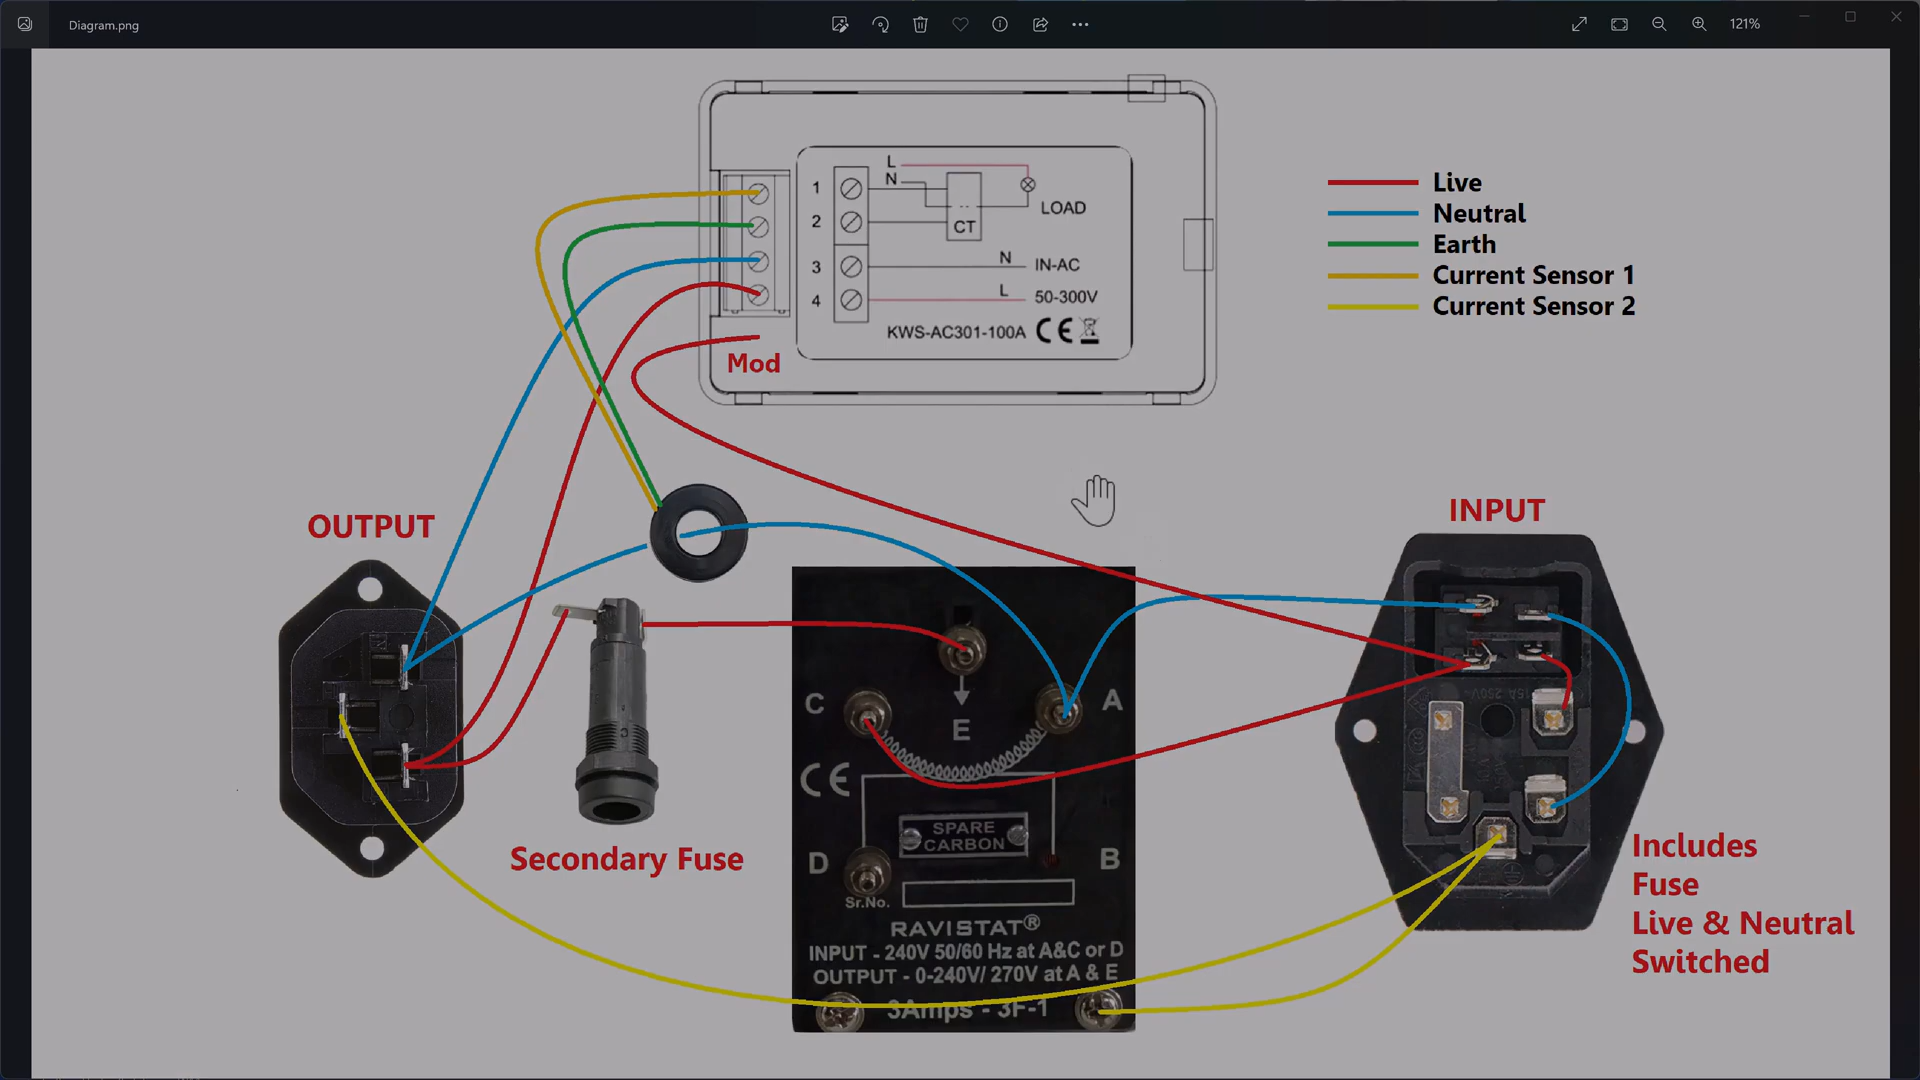 Diagram.png
121%
1
2
3
4
L
N
CT
LOAD
N
IN-AC
L
50-300V
KWS-AC301-100A CE
Mod
Live
Neutral
Earth
Current Sensor 1
Current Sensor 2
OUTPUT
INPUT
Secondary Fuse
C
A
E
CE
SPARE
CARBON
D
B
Sr.No.
RAVISTAT®
INPUT - 240V 50/60 Hz at A&C or D
OUTPUT - 0-240V/ 270V at A & E
3Amps - 3F-1
Includes
Fuse
Live & Neutral
Switched